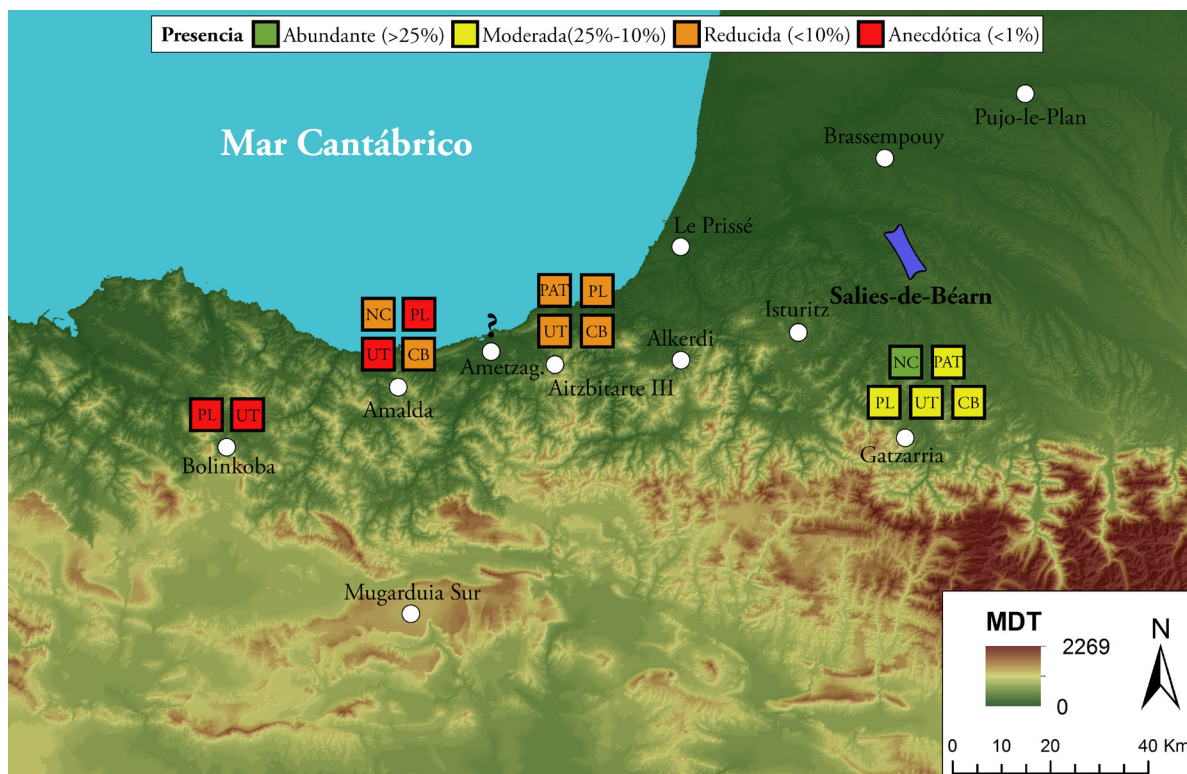 Presencia Abundante (>25%) Moderada(25%-10%) Reducida (<10%) Anecdótica (<1%)
Mar Cantábrico
Pujo-le-Plan
Brassempouy
Le Prissé
Salies-de-Béarn
Isturitz
PAT PL
UT CB
NC PL
UT CB
?
Ametzag.
Alkerdi
Aitzbitarte III
Amalda
NC PAT
PL UT CB
Gatzarria
PL UT
Bolinkoba
Mugarduia Sur
MDT
2269
0
N
0 10 20 40 Km